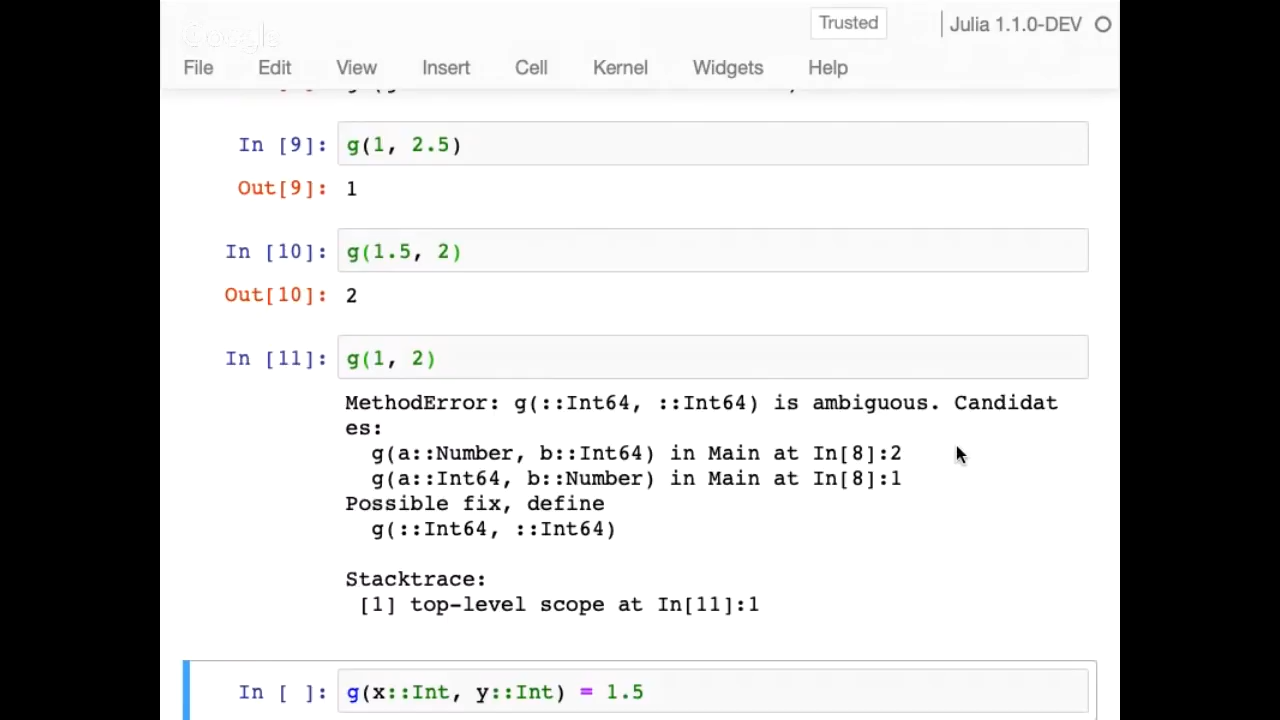 Google
Trusted
Julia 1.1.0-DEV
File Edit View Insert Cell Kernel Widgets Help
In [9]: g(1, 2.5)
Out[9]: 1
In [10]: g(1.5, 2)
Out[10]: 2
In [11]: g(1, 2)
MethodError: g(::Int64, ::Int64) is ambiguous. Candidat
es:
g(a::Number, b::Int64) in Main at In[8]:2
g(a::Int64, b::Number) in Main at In[8]:1
Possible fix, define
g(::Int64, ::Int64)
Stacktrace:
[1] top-level scope at In[11]:1
In [ ]: g(x::Int, y::Int) = 1.5